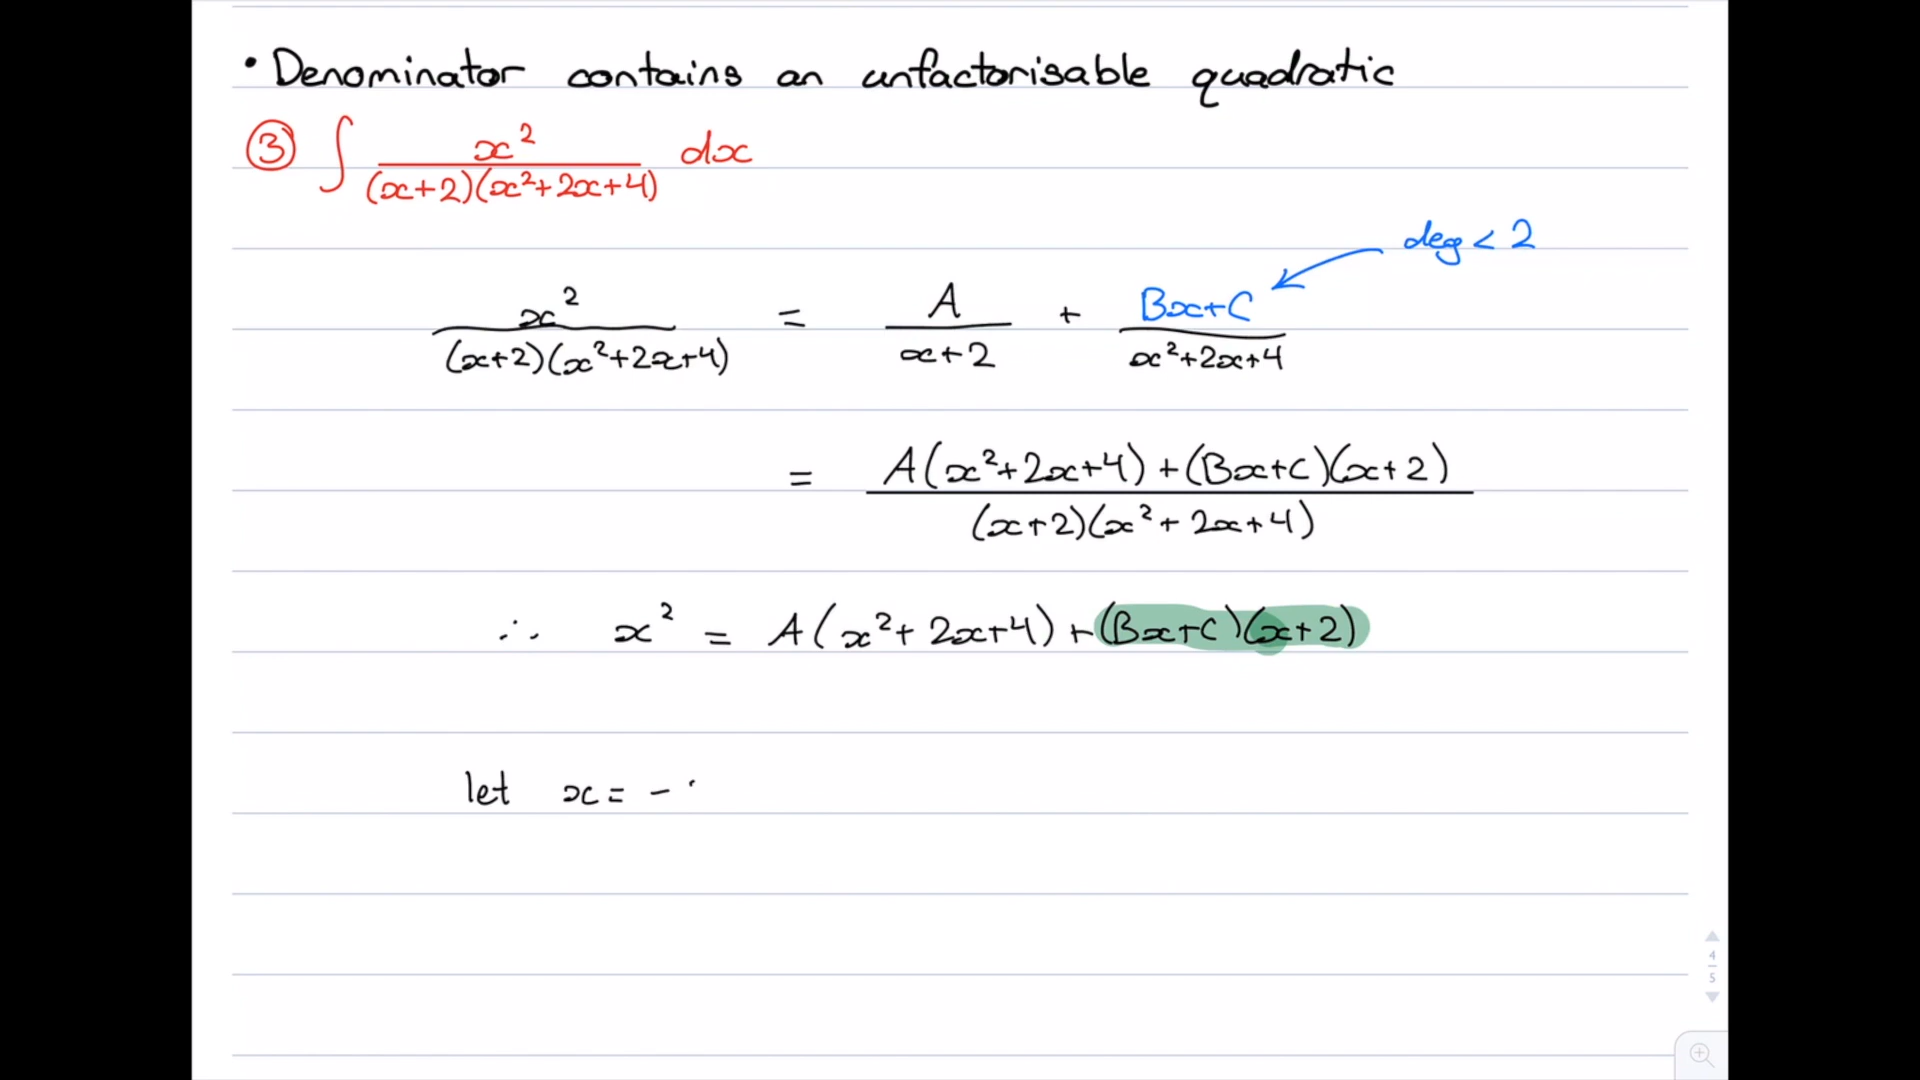 • Denominator contains an unfactorisable quadratic
③ ∫ x² / (x+2)(x²+2x+4) dx
deg < 2
x² / (x+2)(x²+2x+4) = A / x+2 + Bx+C / x²+2x+4
= A(x²+2x+4) + (Bx+C)(x+2) / (x+2)(x²+2x+4)
∴ x² = A(x²+2x+4) + (Bx+C)(x+2)
let x = -
4
5